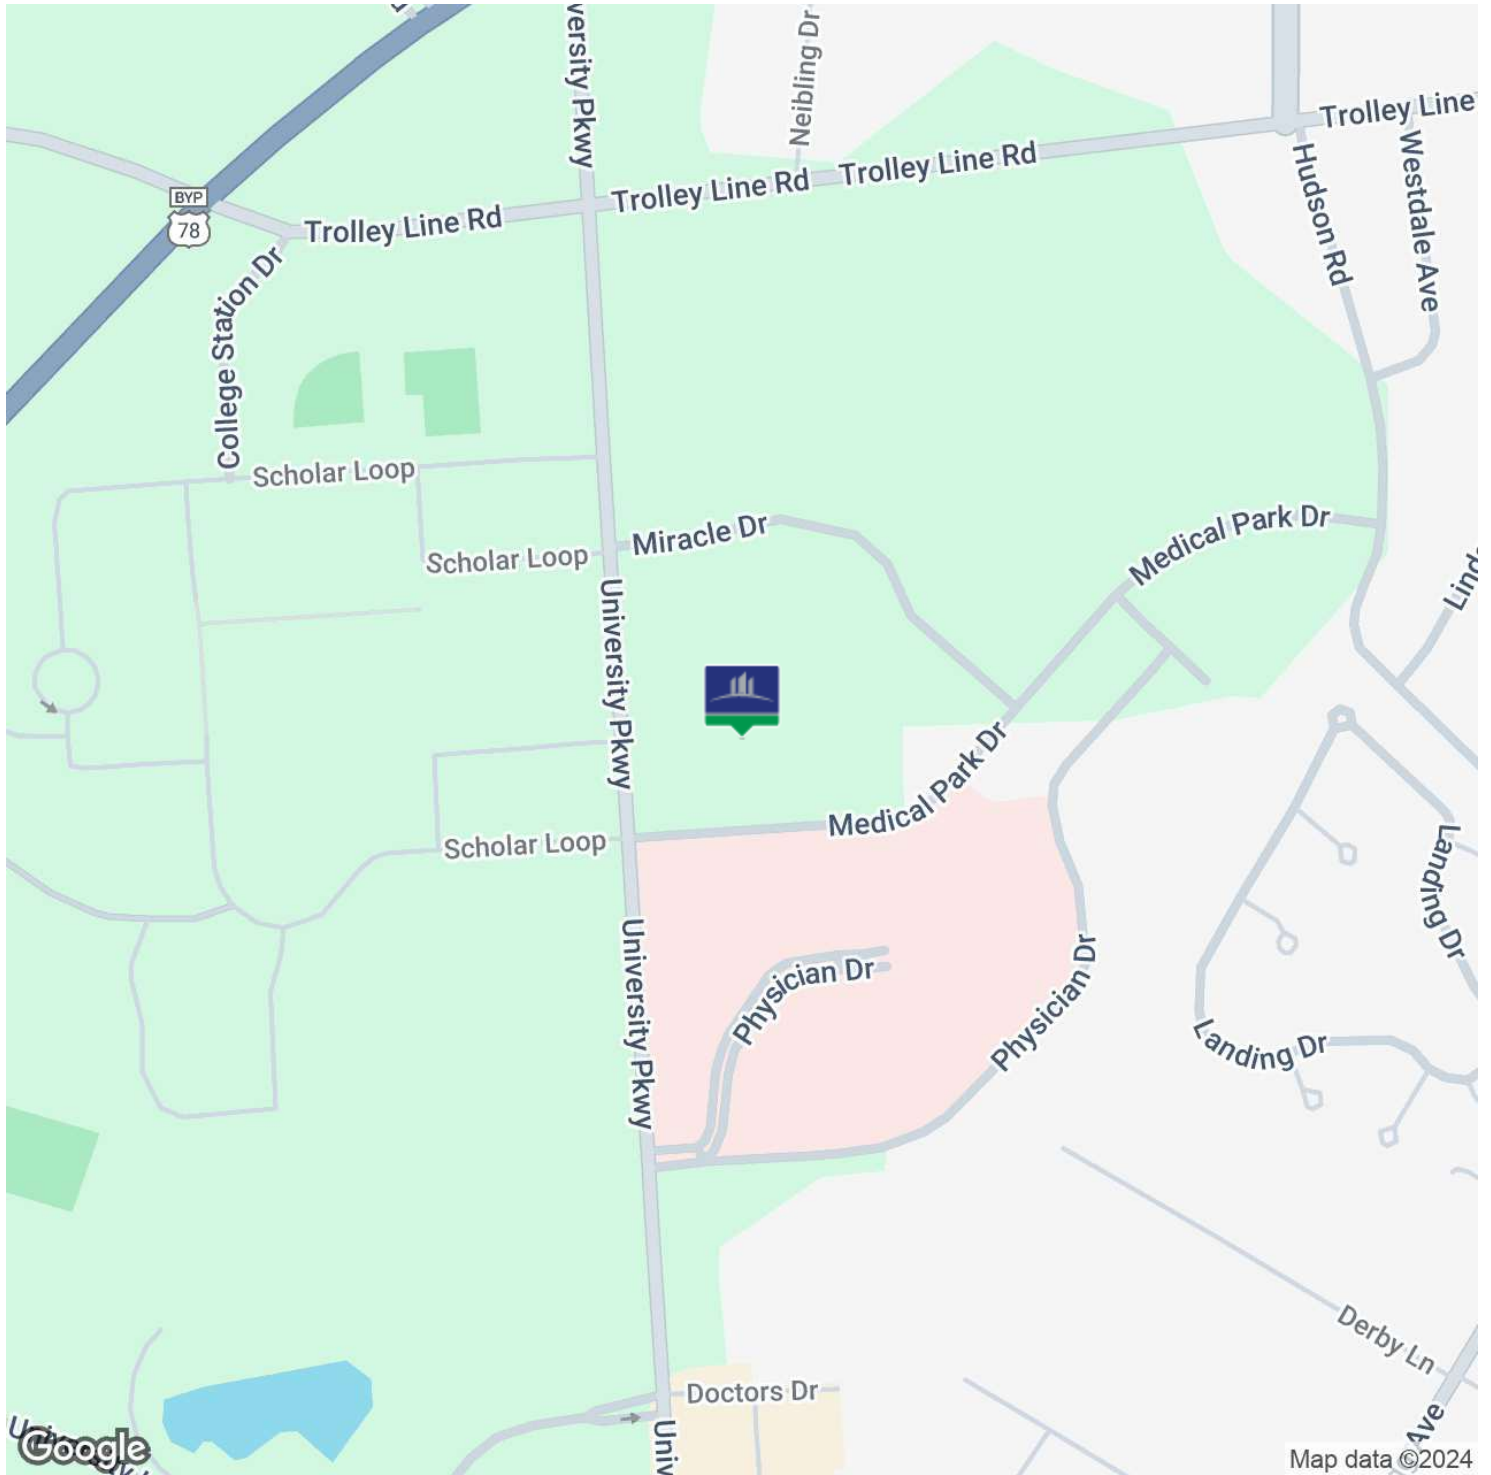 versity Pkwy
Neibling Dr
Trolley Line
Trolley Line Rd
Trolley Line Rd
Trolley Line Rd
Hudson Rd
Westdale Ave
BYP
78
College Station Dr
Scholar Loop
Miracle Dr
Medical Park Dr
Scholar Loop
University Pkwy
Medical Park Dr
Scholar Loop
Landing Dr
University Pkwy
Physician Dr
Physician Dr
Landing Dr
Derby Ln
Doctors Dr
Univ
Ave
Google
Map data ©2024